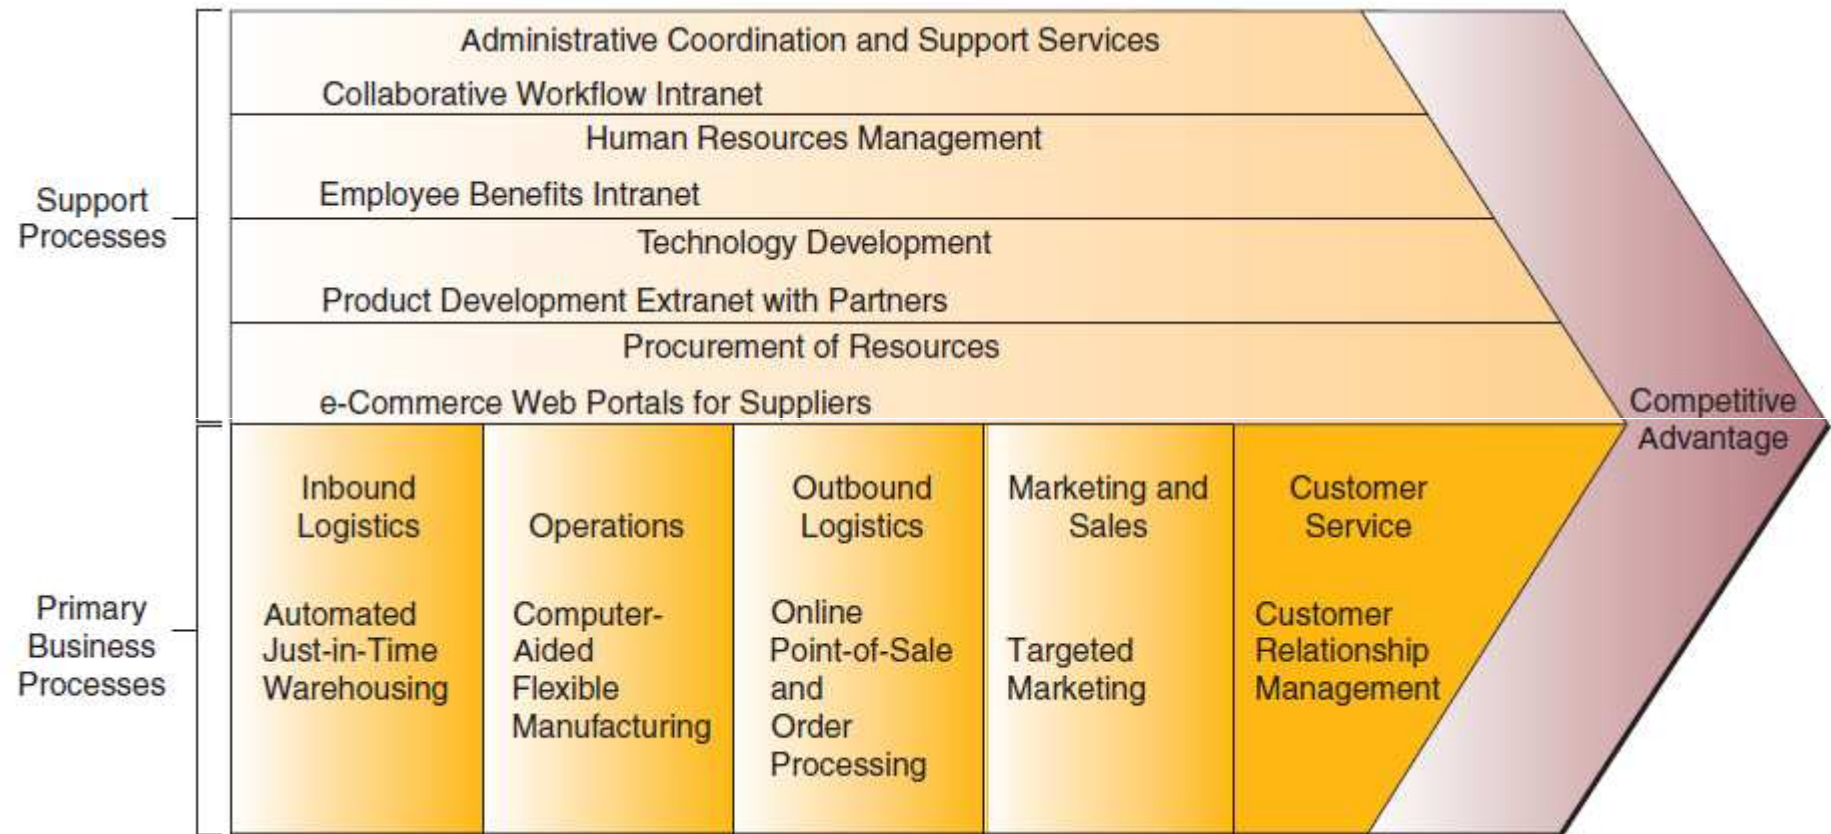 Administrative Coordination and Support Services
Collaborative Workflow Intranet
Human Resources Management
Employee Benefits Intranet
Technology Development
Product Development Extranet with Partners
Procurement of Resources
e-Commerce Web Portals for Suppliers
Support
Processes
Competitive
Advantage
Primary
Business
Processes
Inbound
Logistics
Automated
Just-in-Time
Warehousing
Operations
Computer-
Aided
Flexible
Manufacturing
Outbound
Logistics
Online
Point-of-Sale
and
Order
Processing
Marketing and
Sales
Targeted
Marketing
Customer
Service
Customer
Relationship
Management